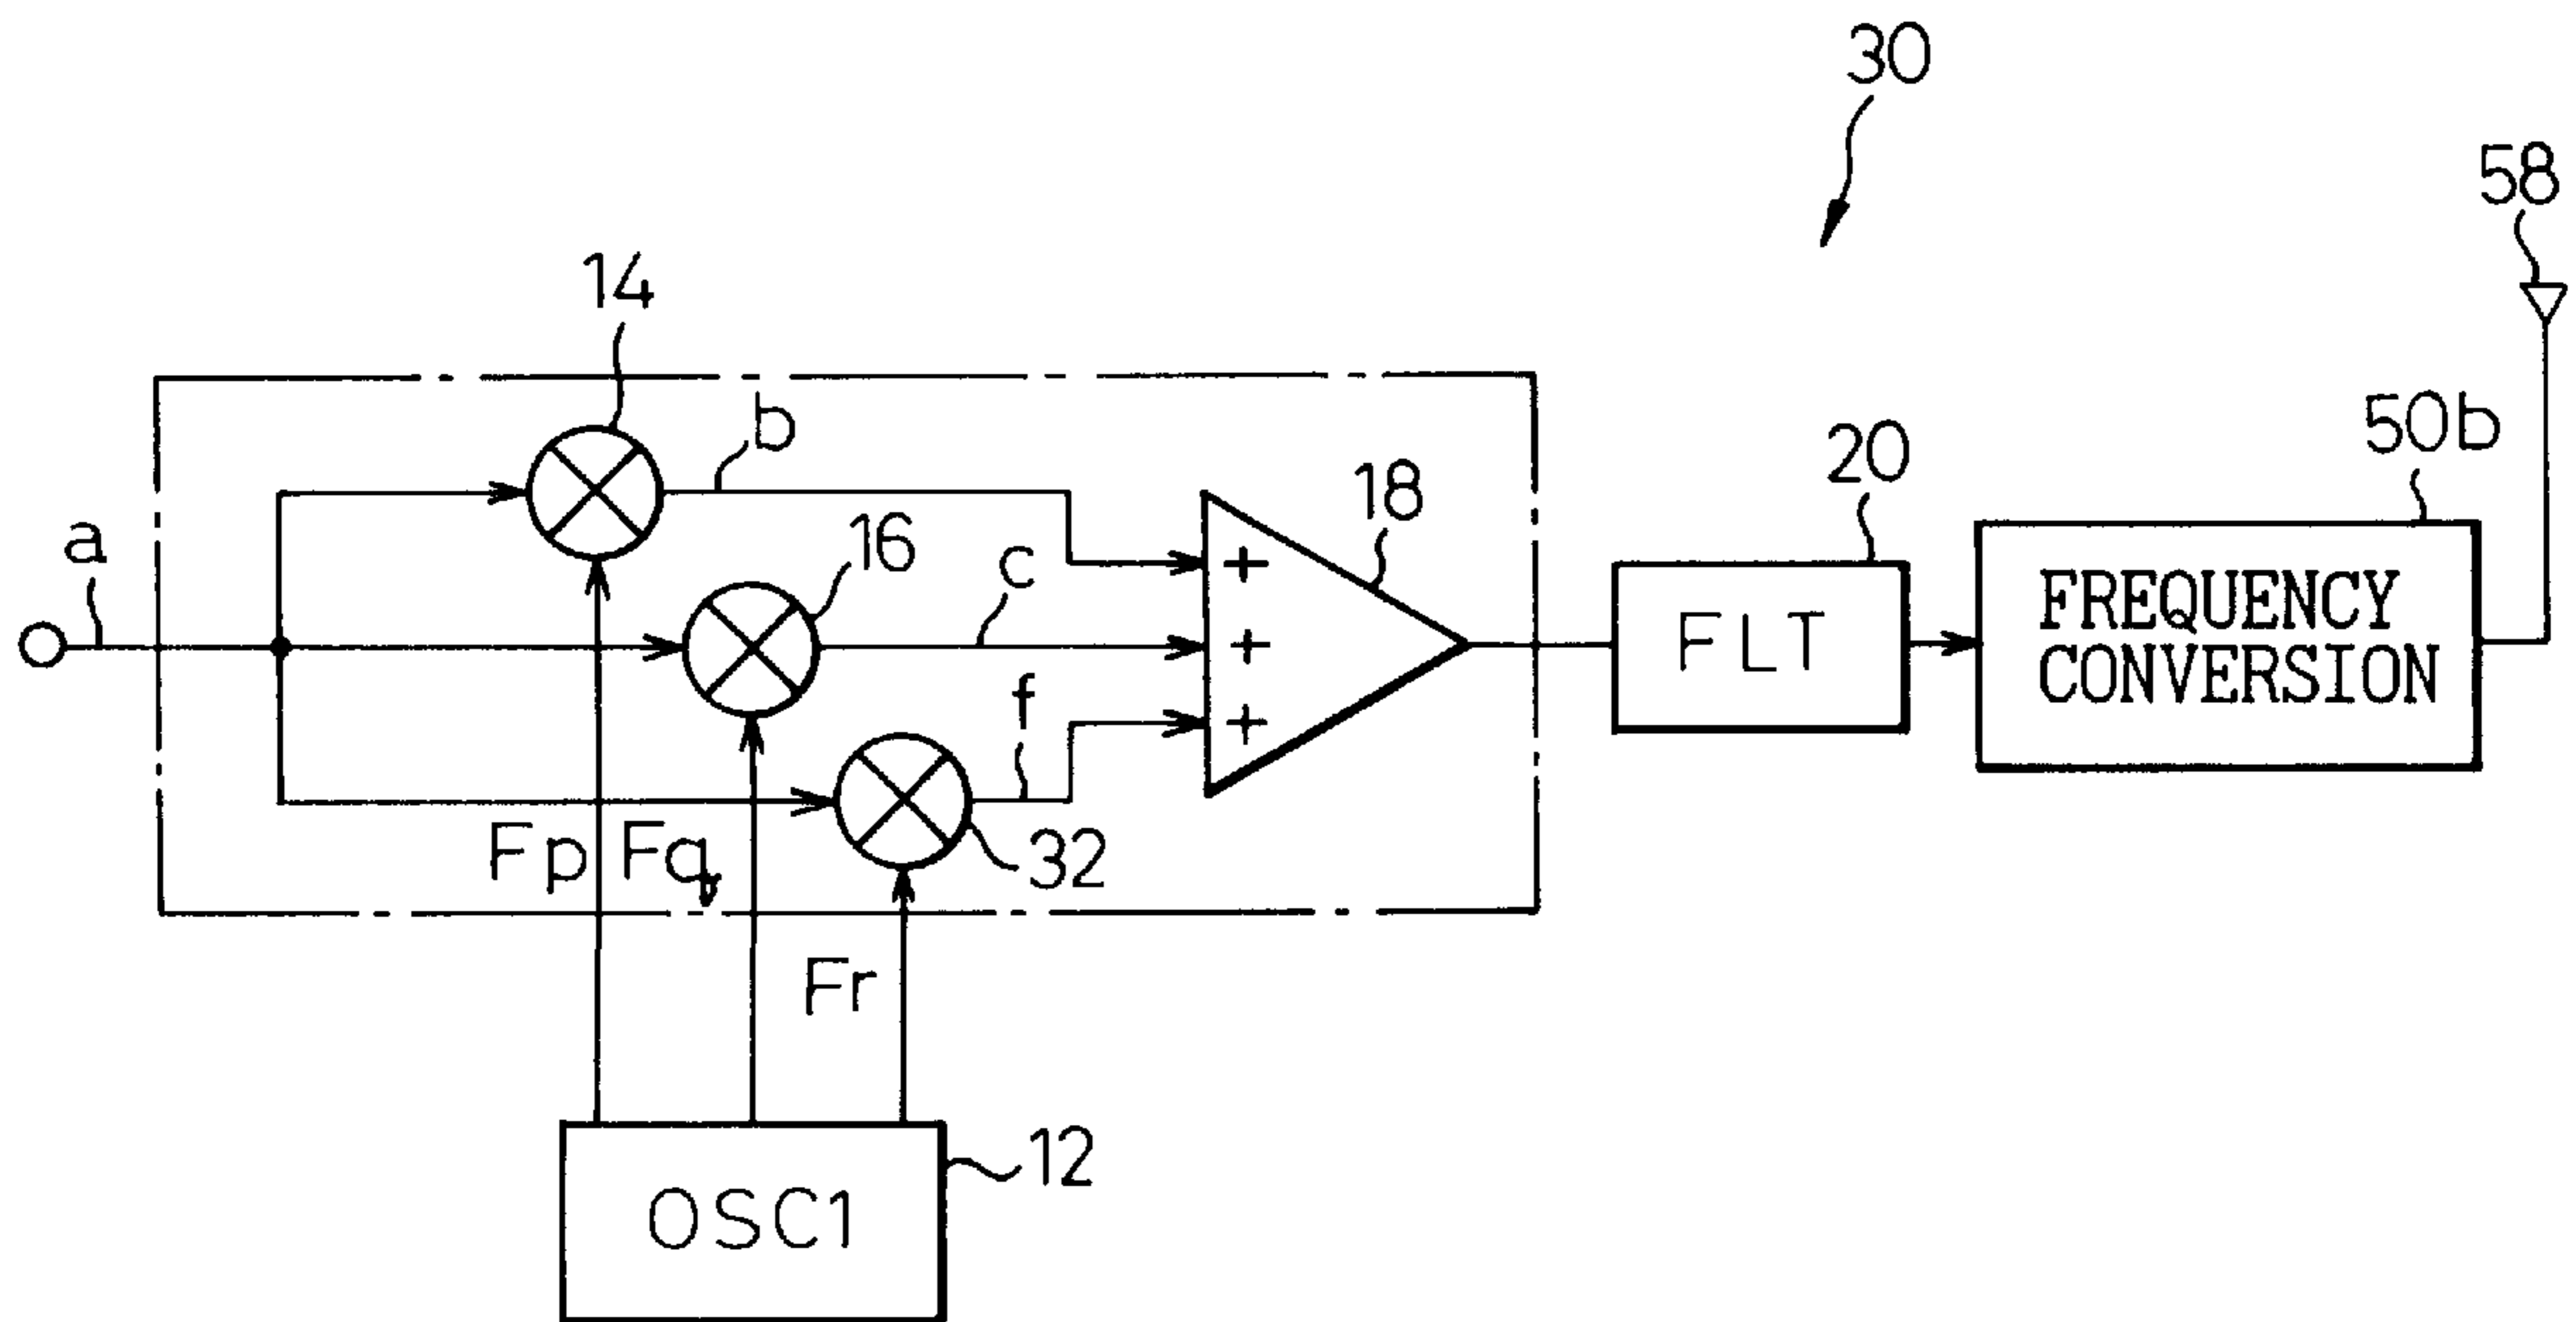 30
58
14
b
50b
20
18
a
16
c
+
+
+
FLT
FREQUENCY
CONVERSION
f
Fp
Fq
32
Fr
12
OSC1